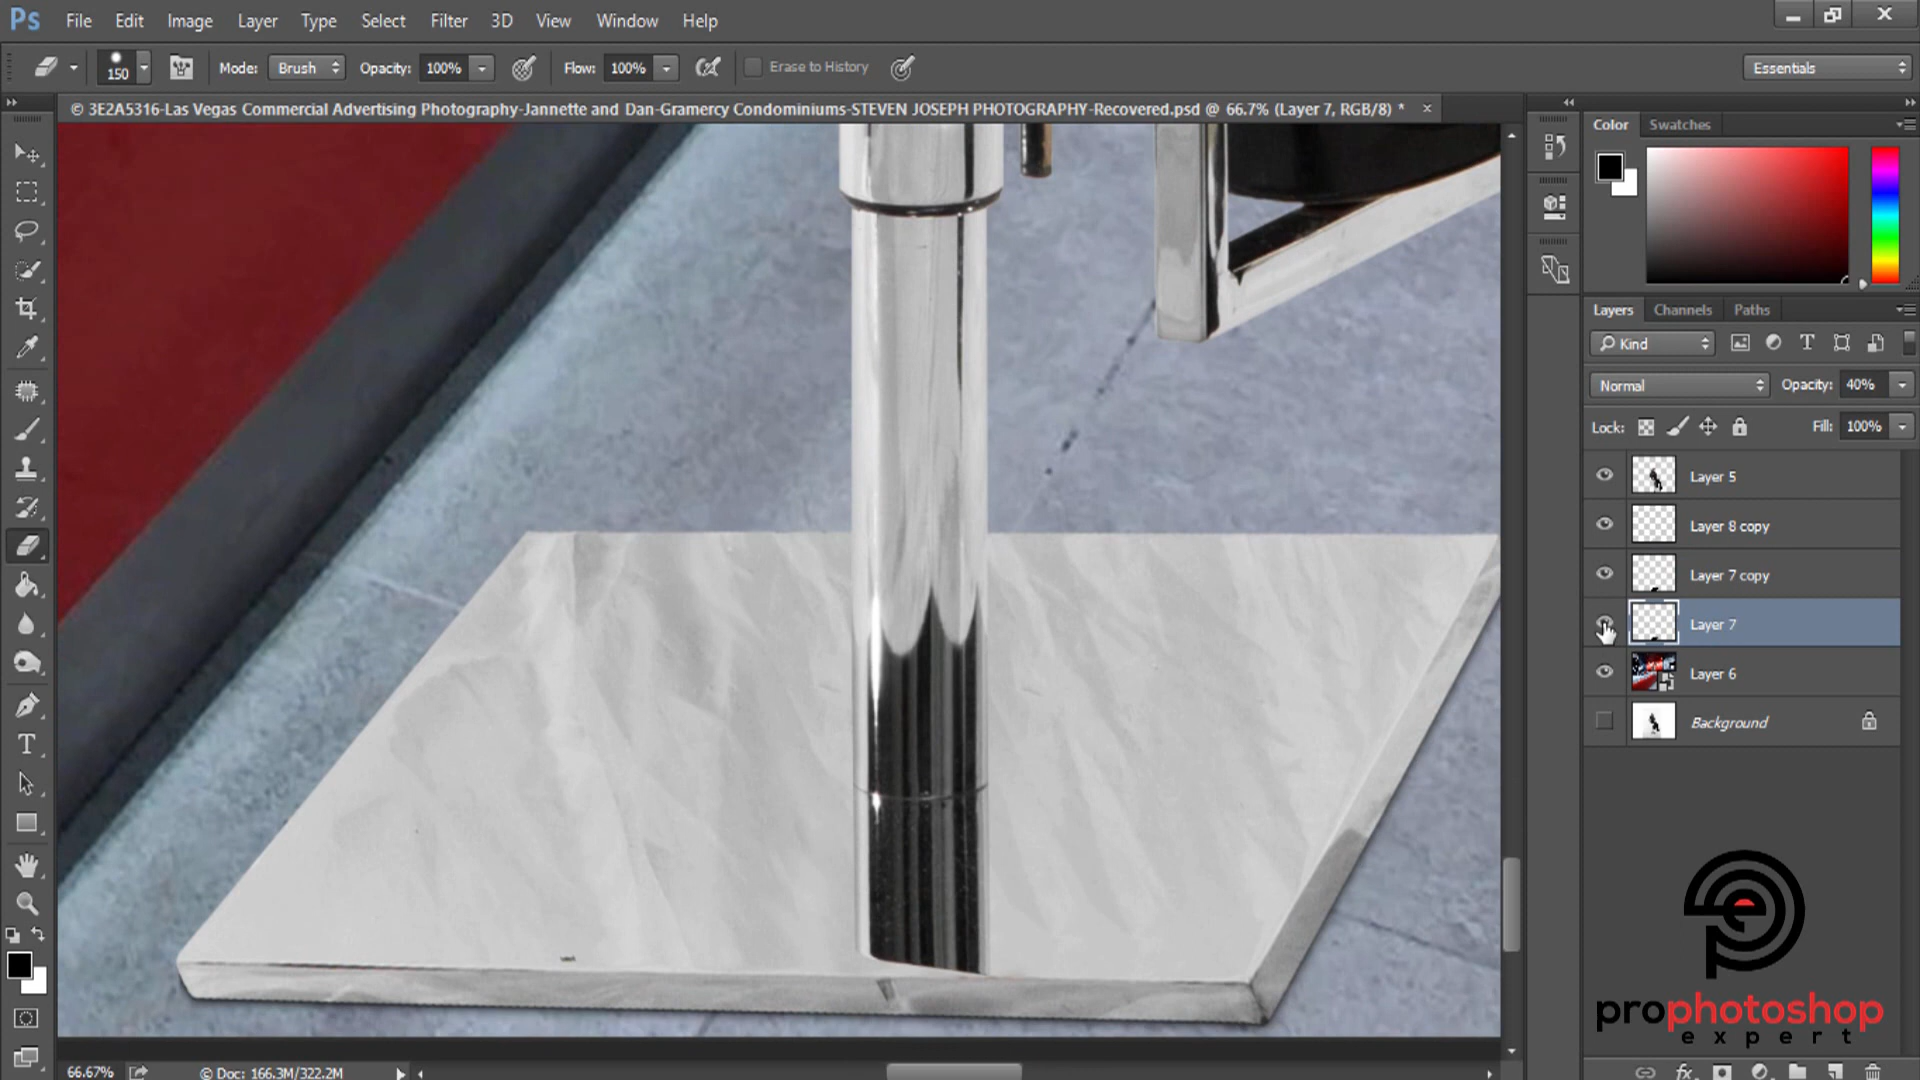 Ps File Edit Image Layer Type Select Filter 3D View Window Help
150 Mode: Brush Opacity: 100% Flow: 100% Erase to History Essentials
© 3E2A5316-Las Vegas Commercial Advertising Photography-Jannette and Dan-Gramercy Condominiums-STEVEN JOSEPH PHOTOGRAPHY-Recovered.psd @ 66.7% (Layer 7, RGB/8) *
Color Swatches
Layers Channels Paths
Kind
Normal Opacity: 40%
Lock: Fill: 100%
Layer 5
Layer 8 copy
Layer 7 copy
Layer 7
Layer 6
Background
prophotoshop
expert
66.67% © Doc: 166.3M/322.2M